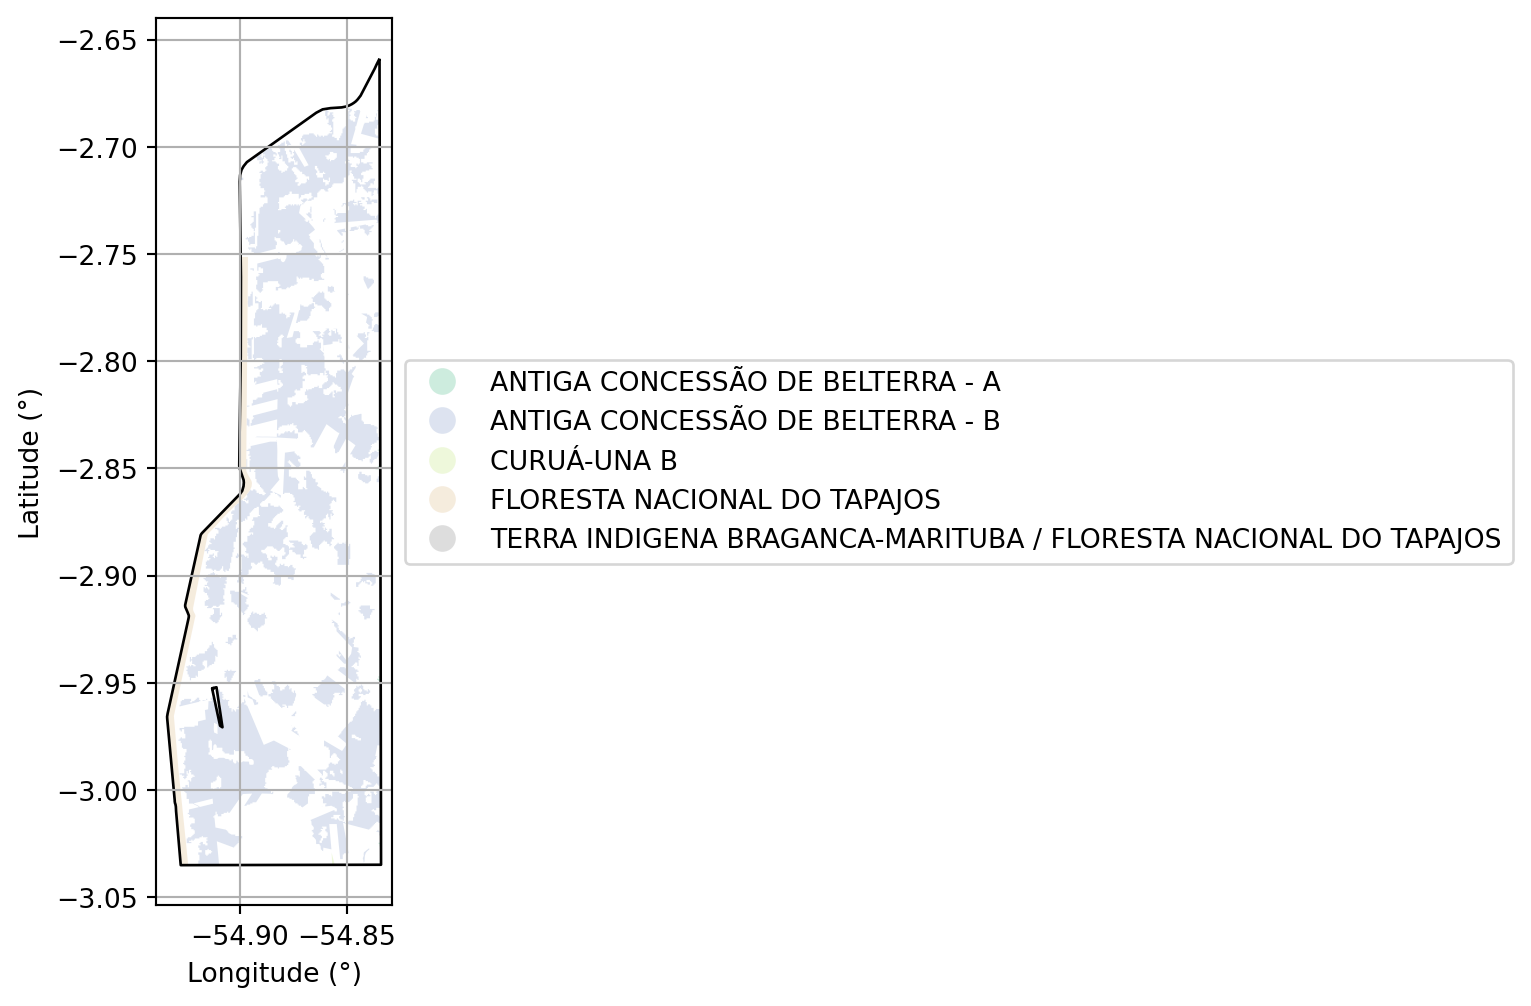 −2.65
−2.70
−2.75
−2.80
−2.85
−2.90
−2.95
−3.00
−3.05
Latitude (°)
−54.90 −54.85
Longitude (°)
ANTIGA CONCESSÃO DE BELTERRA - A
ANTIGA CONCESSÃO DE BELTERRA - B
CURUÁ-UNA B
FLORESTA NACIONAL DO TAPAJOS
TERRA INDIGENA BRAGANCA-MARITUBA / FLORESTA NACIONAL DO TAPAJOS